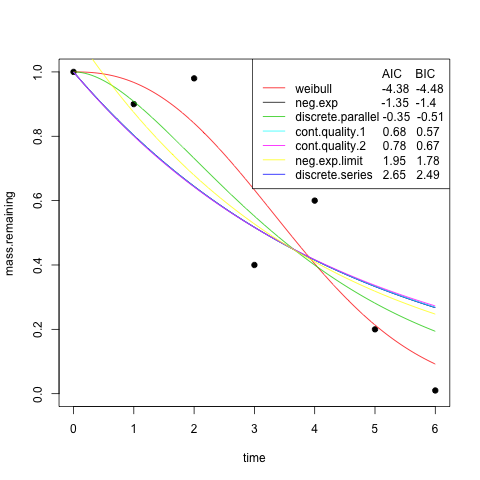 AIC BIC
weibull -4.38 -4.48
neg.exp -1.35 -1.4
discrete.parallel -0.35 -0.51
cont.quality.1 0.68 0.57
cont.quality.2 0.78 0.67
neg.exp.limit 1.95 1.78
discrete.series 2.65 2.49
mass.remaining
1.0
0.8
0.6
0.4
0.2
0.0
0 1 2 3 4 5 6
time